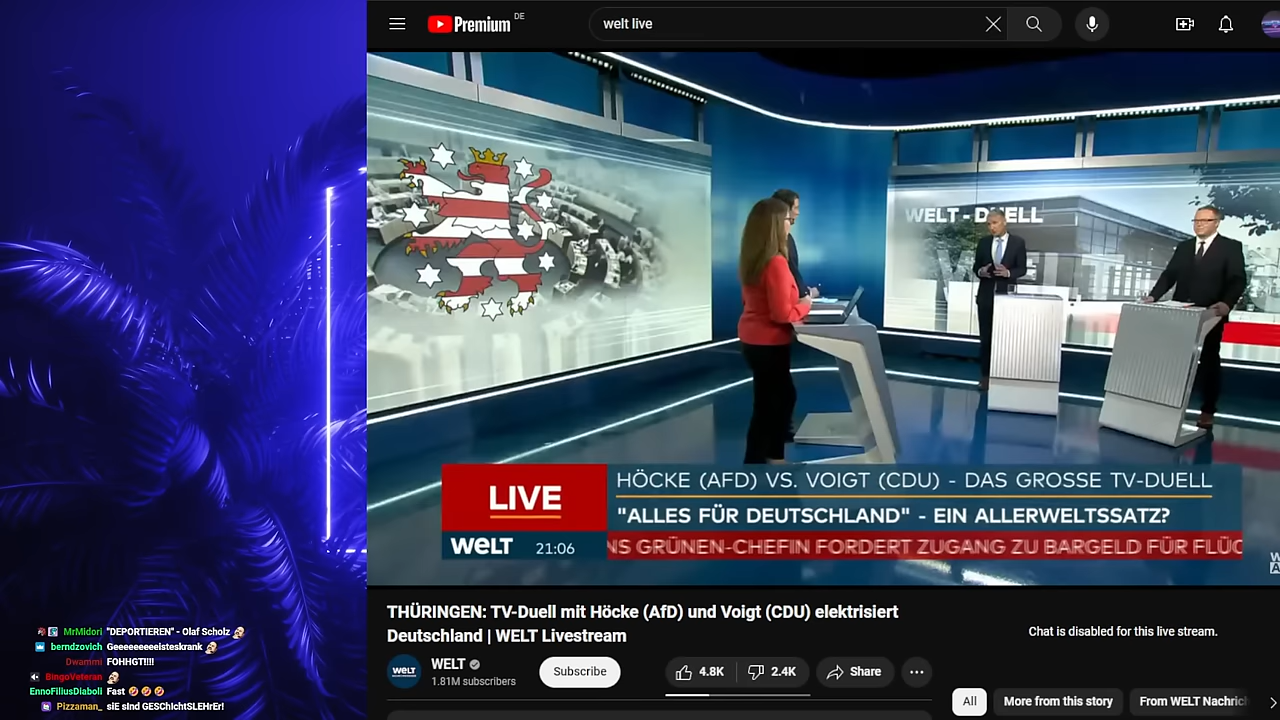 Premium DE
welt live
WELT - DUELL
LIVE
HÖCKE (AFD) VS. VOIGT (CDU) - DAS GROSSE TV-DUELL
"ALLES FÜR DEUTSCHLAND" - EIN ALLERWELTSSATZ?
welt 21:06
NS GRÜNEN-CHEFIN FORDERT ZUGANG ZU BARGELD FÜR FLÜC
THÜRINGEN: TV-Duell mit Höcke (AfD) und Voigt (CDU) elektrisiert
Deutschland | WELT Livestream
Chat is disabled for this live stream.
welt
WELT
1.81M subscribers
Subscribe
4.8K
2.4K
Share
All
More from this story
From WELT Nachric
MrMidori "DEPORTIEREN" - Olaf Scholz
berndzovich Geeeeeeeeeisteskrank
Dwammi FOHHGT!!!!
BingoVeteran
EnnoFiliusDiaboli Fast
Pizzaman_ siE sInd GESChIchtSLEHrEr!